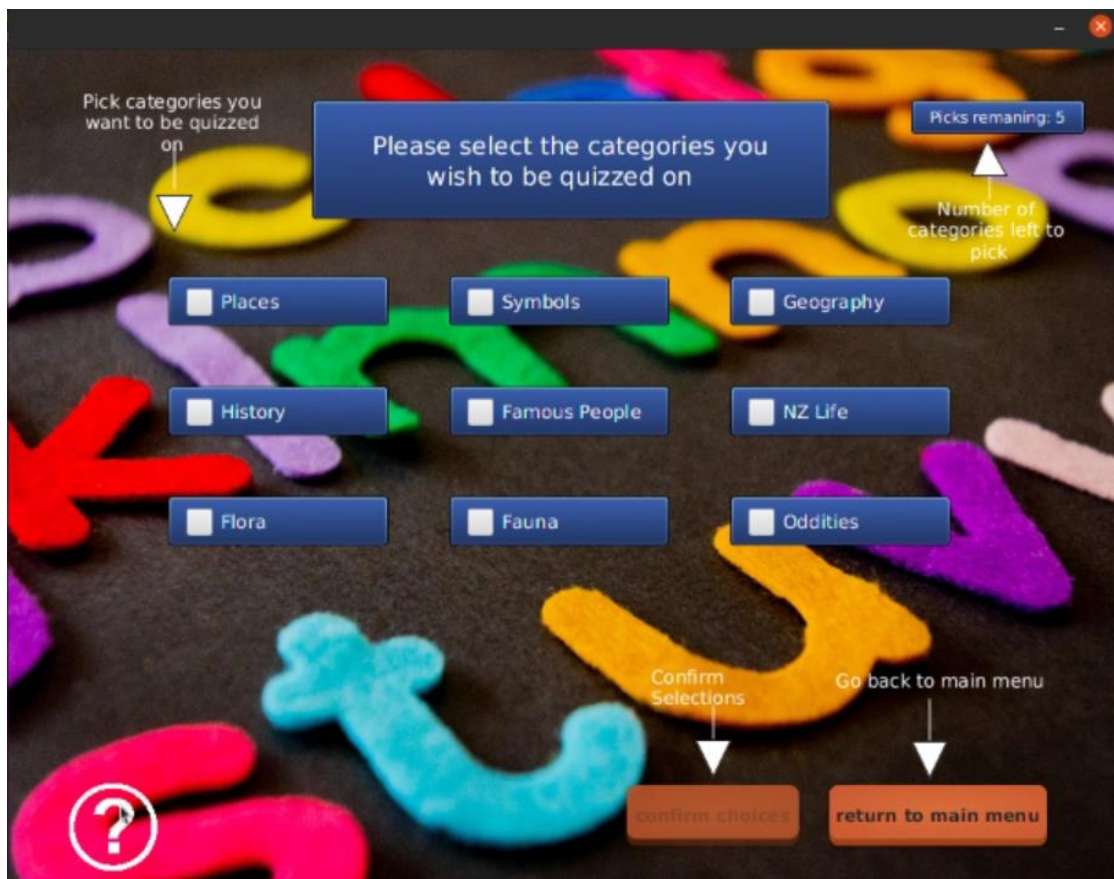 Pick categories you
want to be quizzed
on
Please select the categories you
wish to be quizzed on
Picks remaning: 5
Number of
categories left to
pick
Places
Symbols
Geography
History
Famous People
NZ Life
Flora
Fauna
Oddities
Confirm
Selections
Go back to main menu
?
confirm choices
return to main menu